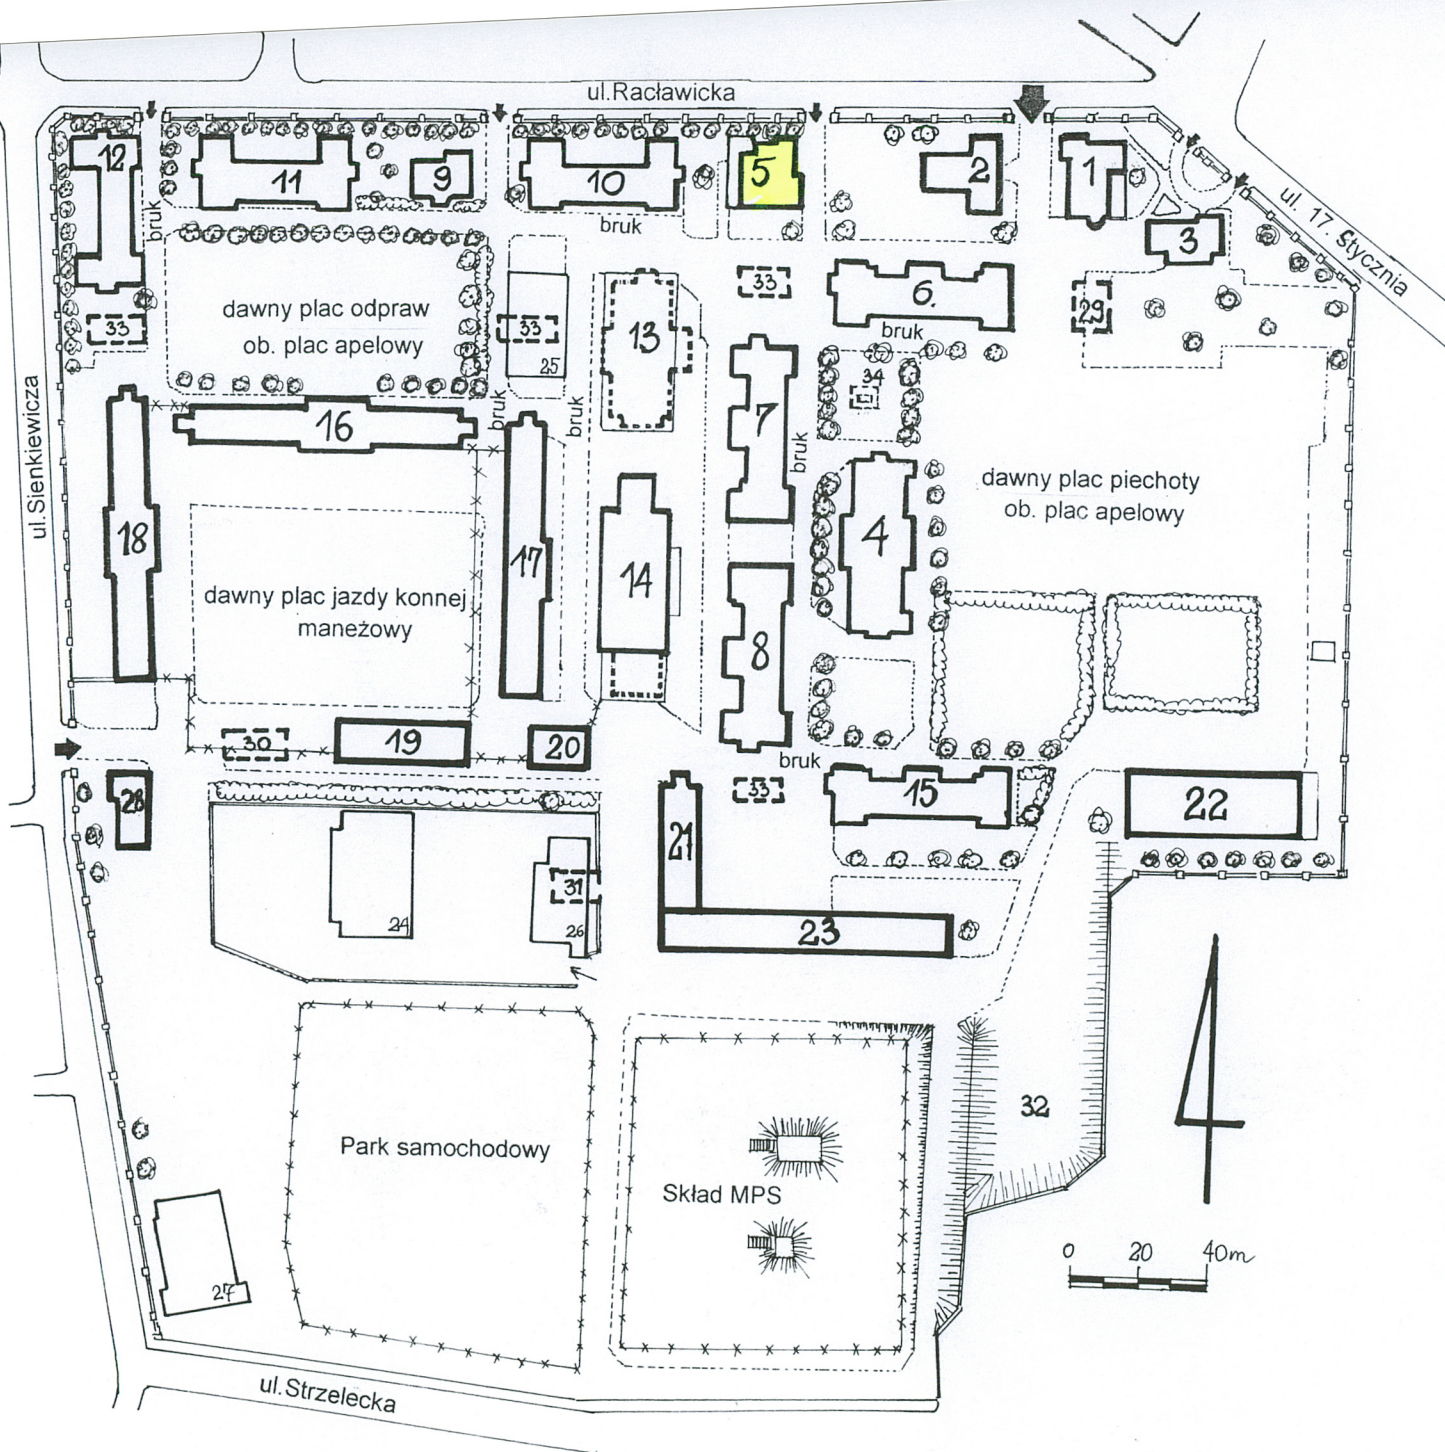 ul.Racławicka
12
11
9
10
5
2
1
3
ul. 17 Stycznia
bruk
bruk
33
33
25
13
33
6.
29
dawny plac odpraw
ob. plac apelowy
bruk
ul.Sienkiewicza
bruk
bruk
16
7
34
bruk
dawny plac piechoty
ob. plac apelowy
18
17
14
4
dawny plac jazdy konnej
maneżowy
8
30
19
20
bruk
28
33
15
22
21
24
31
26
23
32
Park samochodowy
Skład MPS
27
0 20 40m
ul.Strzelecka